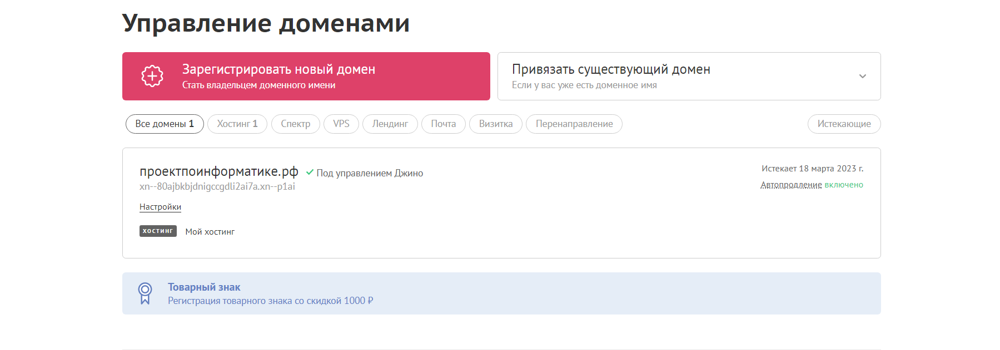 Управление доменами
Зарегистрировать новый домен
Стать владельцем доменного имени
Привязать существующий домен
Если у вас уже есть доменное имя
Все домены 1
Хостинг 1
Спектр
VPS
Лендинг
Почта
Визитка
Перенаправление
Истекающие
проектпоинформатике.рф
Под управлением Джино
xn--80ajbkbjdnigccgdli2ai7a.xn--p1ai
Истекает 18 марта 2023 г.
Автопродление включено
Настройки
ХОСТИНГ
Мой хостинг
Товарный знак
Регистрация товарного знака со скидкой 1000 ₽